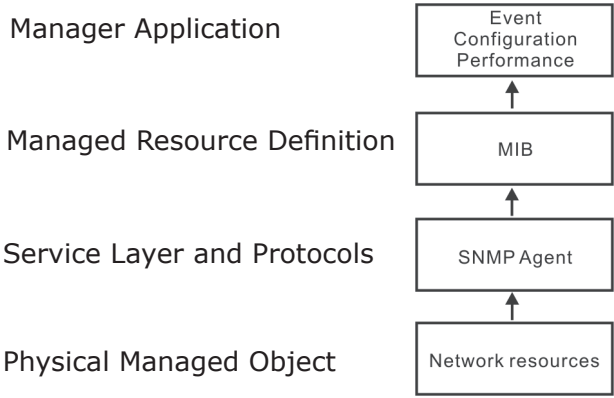 Manager Application
Event
Configuration
Performance
Managed Resource Definition
MIB
Service Layer and Protocols
SNMP Agent
Physical Managed Object
Network resources